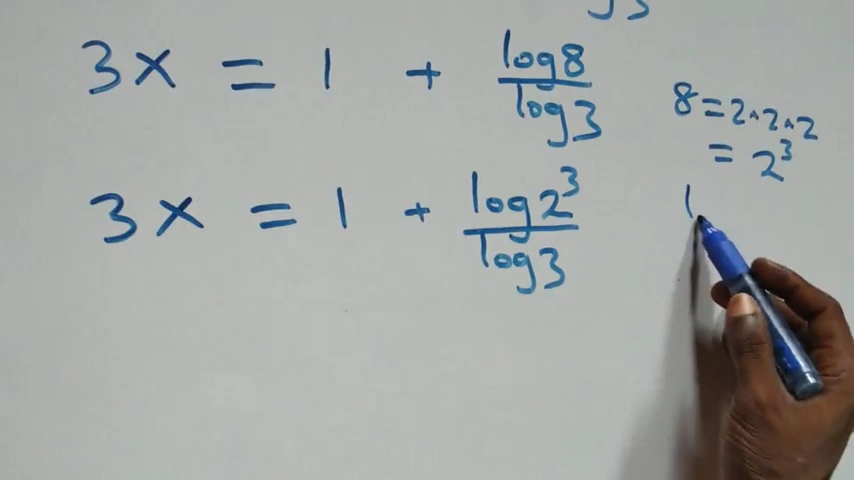 3x = 1 + log8/log3
8 = 2×2×2
= 2³
3x = 1 + log2³/log3
l